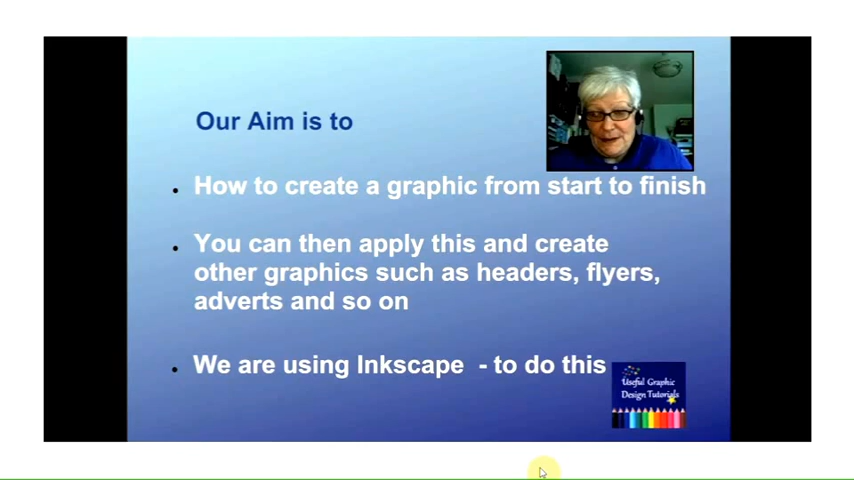 Our Aim is to
How to create a graphic from start to finish
You can then apply this and create
other graphics such as headers, flyers,
adverts and so on
We are using Inkscape - to do this
Useful Graphic
Design Tutorials